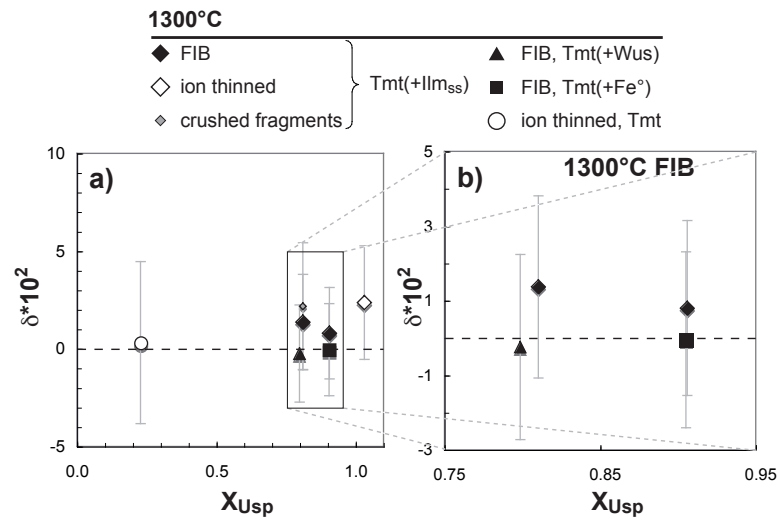 1300°C
FIB
ion thinned
crushed fragments
Tmt(+Ilmss)
FIB, Tmt(+Wus)
FIB, Tmt(+Fe°)
ion thinned, Tmt
a)
10
5
0
-5
δ*10²
0.0 0.5 1.0
XUsp
b) 1300°C FIB
5
3
1
-1
-3
δ*10²
0.75 0.85 0.95
XUsp